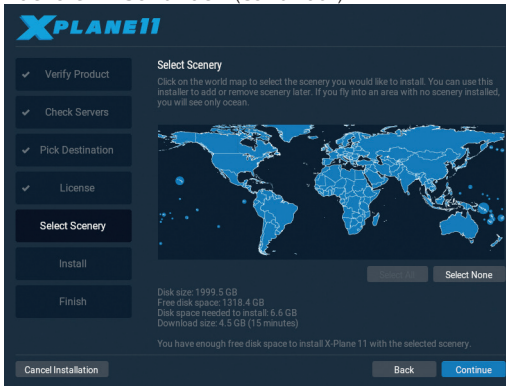 XPLANE11
Verify Product
Check Servers
Pick Destination
License
Select Scenery
Install
Finish
Select Scenery
Click on the world map to select the scenery you would like to install. You can use this
installer to add or remove scenery later. If you fly into an area with no scenery installed,
you will see only ocean.
Select All
Select None
Disk size: 1999.5 GB
Free disk space: 1318.4 GB
Disk space needed to install: 6.6 GB
Download size: 4.5 GB (15 minutes)
You have enough free disk space to install X-Plane 11 with the selected scenery.
Cancel Installation
Back
Continue